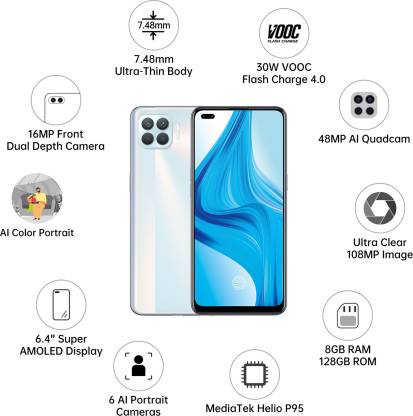 7.48mm
7.48mm
Ultra-Thin Body
VOOC
FLASH CHARGE
30W VOOC
Flash Charge 4.0
16MP Front
Dual Depth Camera
48MP AI Quadcam
AI Color Portrait
Ultra Clear
108MP Image
6.4" Super
AMOLED Display
8GB RAM
128GB ROM
6 AI Portrait
Cameras
MediaTek Helio P95